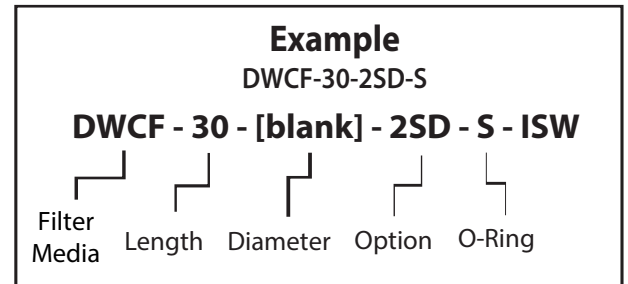 Example
DWCF-30-2SD-S
DWCF - 30 - [blank] - 2SD - S - ISW
Filter
Media Length Diameter Option O-Ring